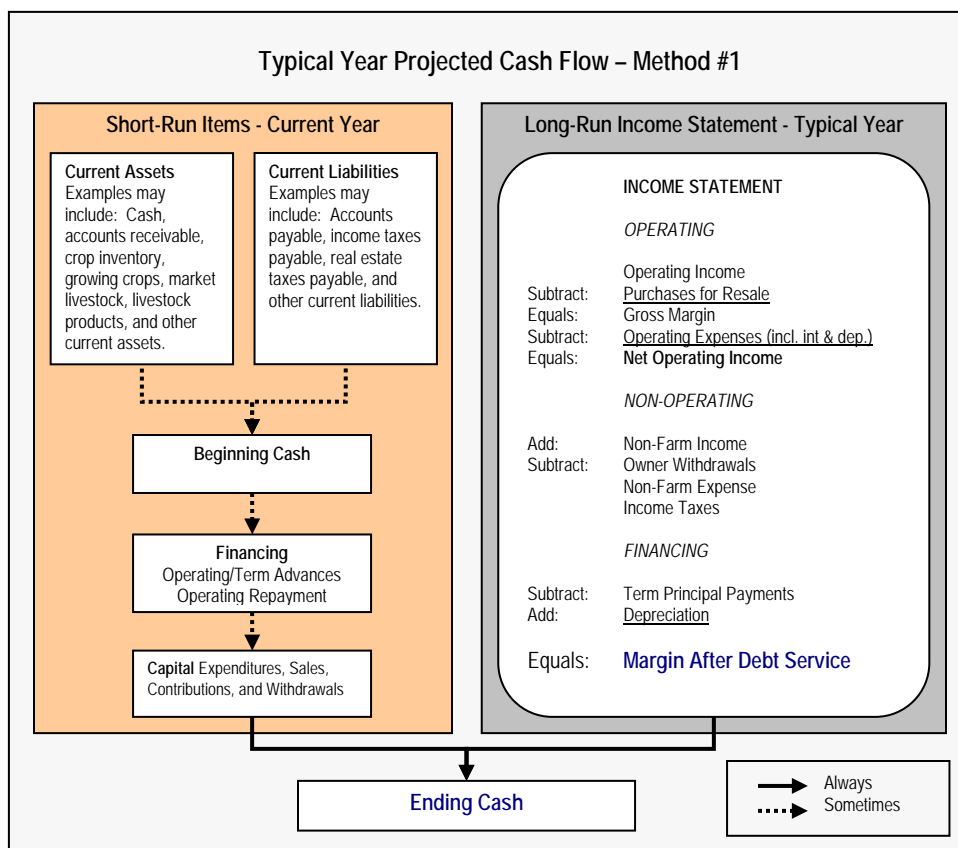 Typical Year Projected Cash Flow – Method #1
Short-Run Items - Current Year
Current Assets
Examples may
include: Cash,
accounts receivable,
crop inventory,
growing crops, market
livestock, livestock
products, and other
current assets.
Current Liabilities
Examples may
include: Accounts
payable, income taxes
payable, real estate
taxes payable, and
other current liabilities.
Beginning Cash
Financing
Operating/Term Advances
Operating Repayment
Capital Expenditures, Sales,
Contributions, and Withdrawals
Long-Run Income Statement - Typical Year
INCOME STATEMENT
OPERATING
Operating Income
Subtract: Purchases for Resale
Equals: Gross Margin
Subtract: Operating Expenses (incl. int & dep.)
Equals: Net Operating Income
NON-OPERATING
Add: Non-Farm Income
Subtract: Owner Withdrawals
Non-Farm Expense
Income Taxes
FINANCING
Subtract: Term Principal Payments
Add: Depreciation
Equals: Margin After Debt Service
Ending Cash
Always
Sometimes